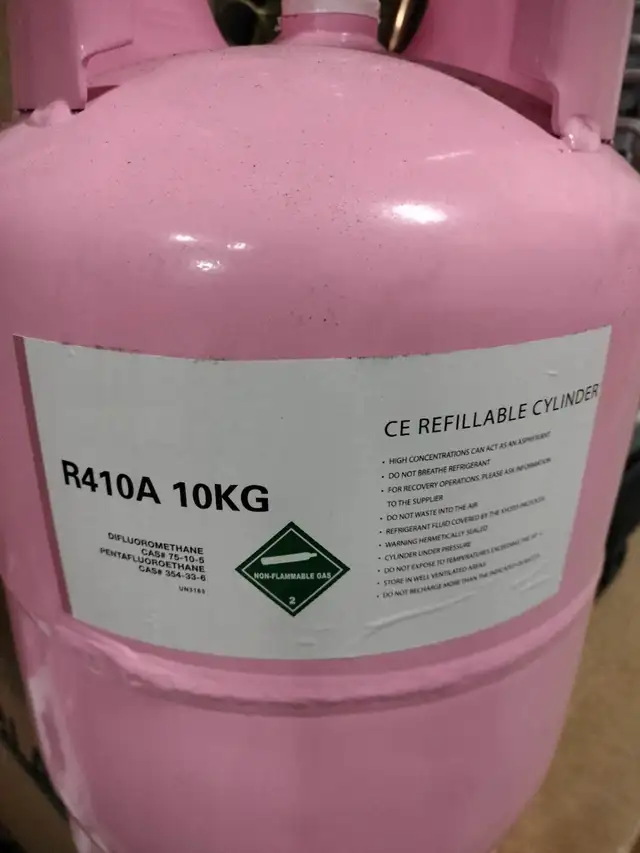 R410A 10KG
DIFLUOROMETHANE
CAS# 75-10-5
PENTAFLUOROETHANE
CAS# 354-33-6
UN3163
NON-FLAMMABLE GAS
2
CE REFILLABLE CYLINDER
• HIGH CONCENTRATIONS CAN ACT AS AN ASPHYXIANT
• DO NOT BREATHE REFRIGERANT
• FOR RECOVERY OPERATIONS, PLEASE ASK INFORMATION
TO THE SUPPLIER
• DO NOT WASTE INTO THE AIR
• REFRIGERANT FLUID COVERED BY THE KYOTO PROTOCOL
• WARNING HERMETICALLY SEALED
• CYLINDER UNDER PRESSURE
• DO NOT EXPOSE TO TEMPERATURES EXCEEDING THE
• STORE IN WELL VENTILATED AREAS
• DO NOT RECHARGE MORE THAN THE